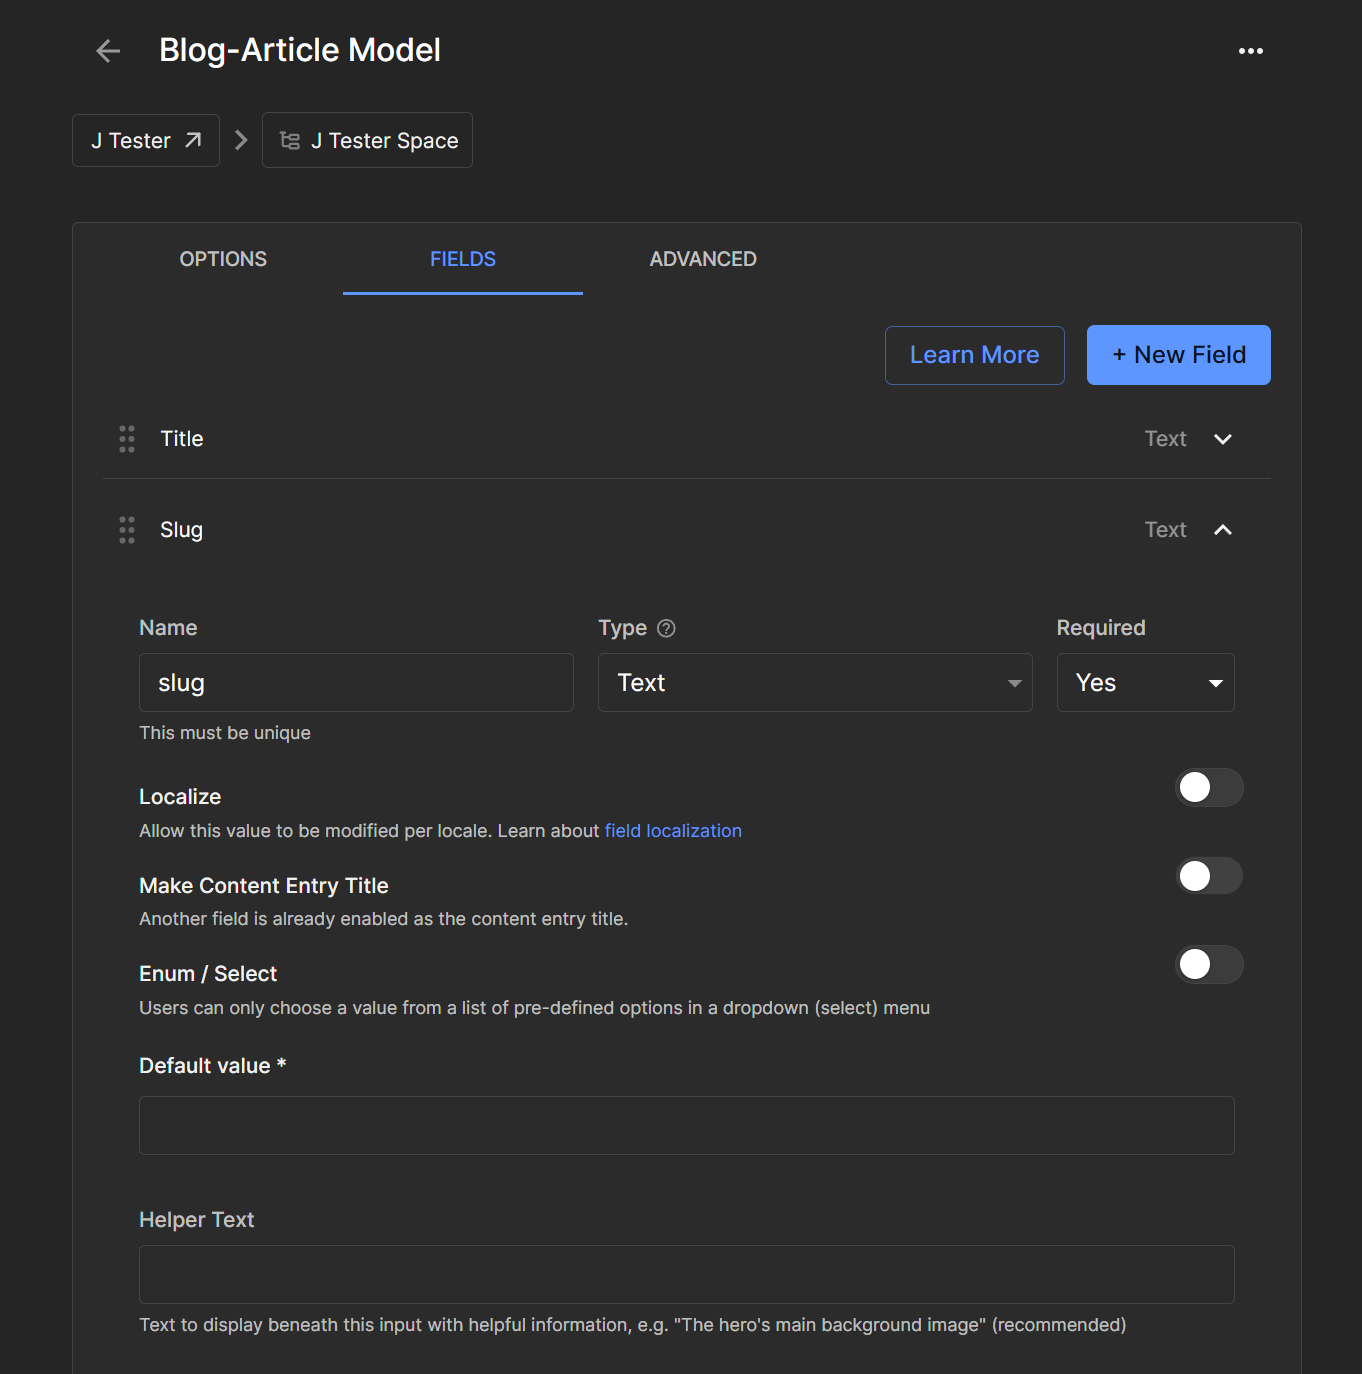 Blog-Article Model
J Tester
J Tester Space
OPTIONS FIELDS ADVANCED
Learn More + New Field
Title Text
Slug Text
Name Type Required
slug Text Yes
This must be unique
Localize
Allow this value to be modified per locale. Learn about field localization
Make Content Entry Title
Another field is already enabled as the content entry title.
Enum / Select
Users can only choose a value from a list of pre-defined options in a dropdown (select) menu
Default value *
Helper Text
Text to display beneath this input with helpful information, e.g. "The hero's main background image" (recommended)